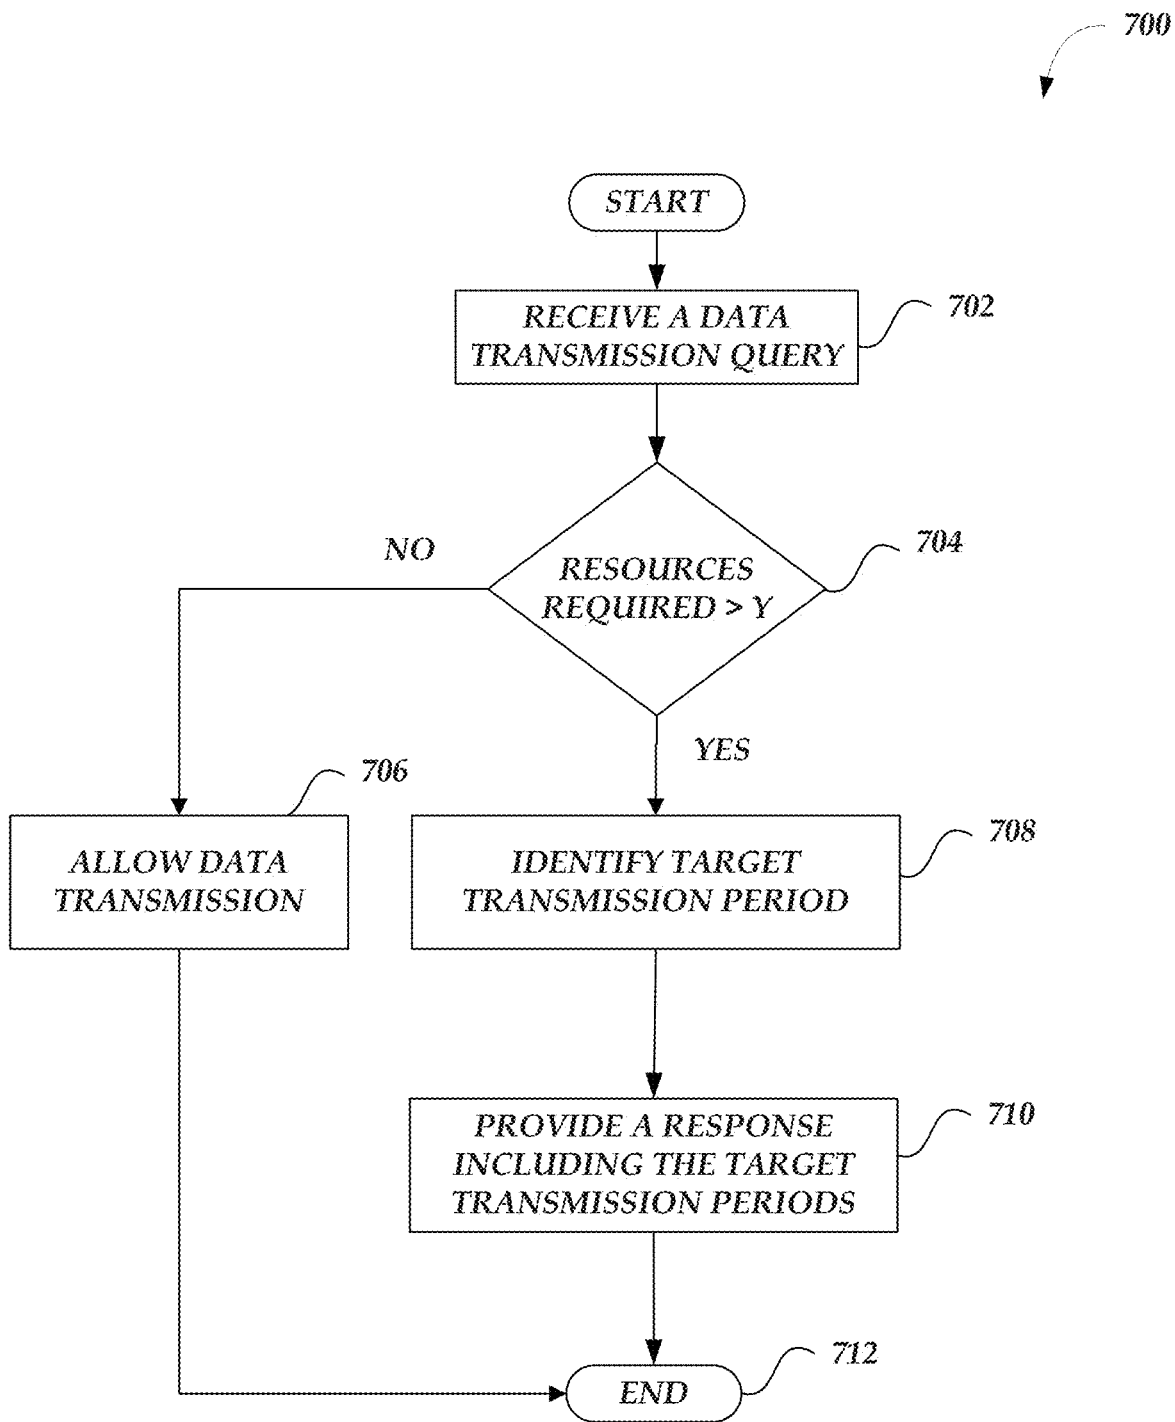 700
START
RECEIVE A DATA
TRANSMISSION QUERY
702
NO
RESOURCES
REQUIRED > Y
704
YES
706
ALLOW DATA
TRANSMISSION
IDENTIFY TARGET
TRANSMISSION PERIOD
708
PROVIDE A RESPONSE
INCLUDING THE TARGET
TRANSMISSION PERIODS
710
END
712